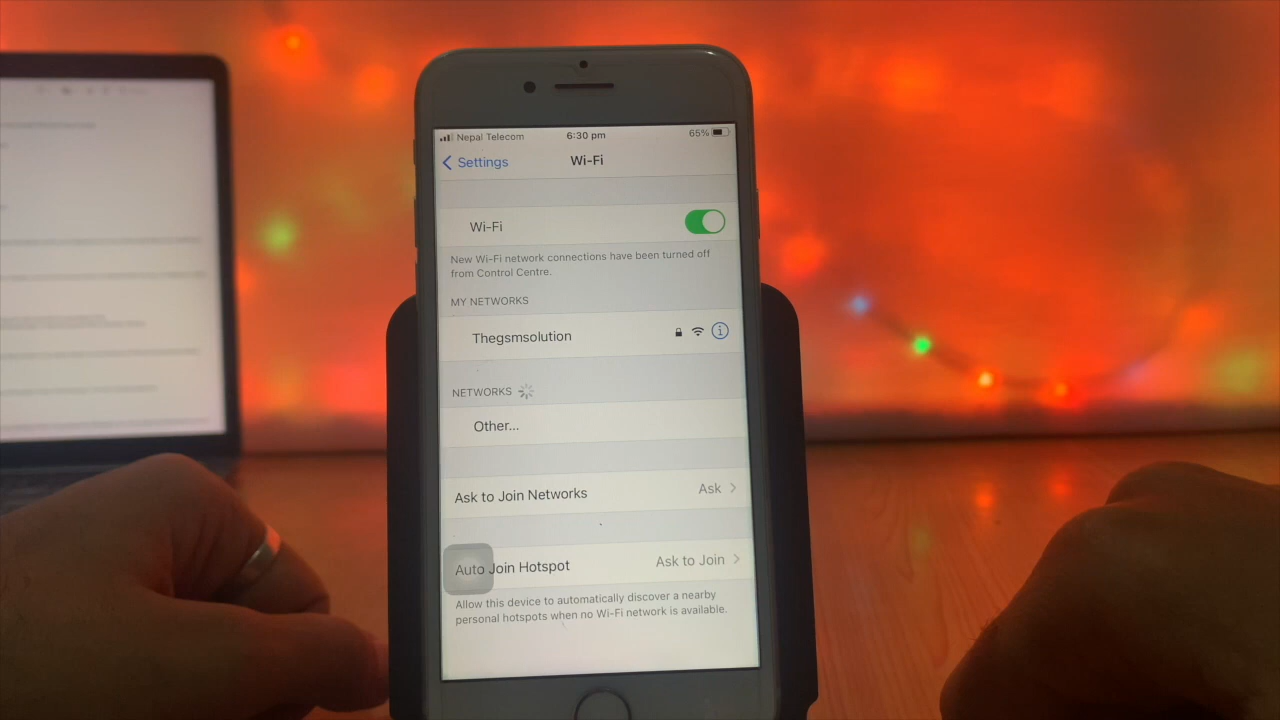 Nepal Telecom 6:30 pm 65%
Settings Wi-Fi
Wi-Fi
New Wi-Fi network connections have been turned off
from Control Centre.
MY NETWORKS
Thegsmsolution
NETWORKS
Other...
Ask to Join Networks Ask
Auto Join Hotspot Ask to Join
Allow this device to automatically discover a nearby
personal hotspots when no Wi-Fi network is available.